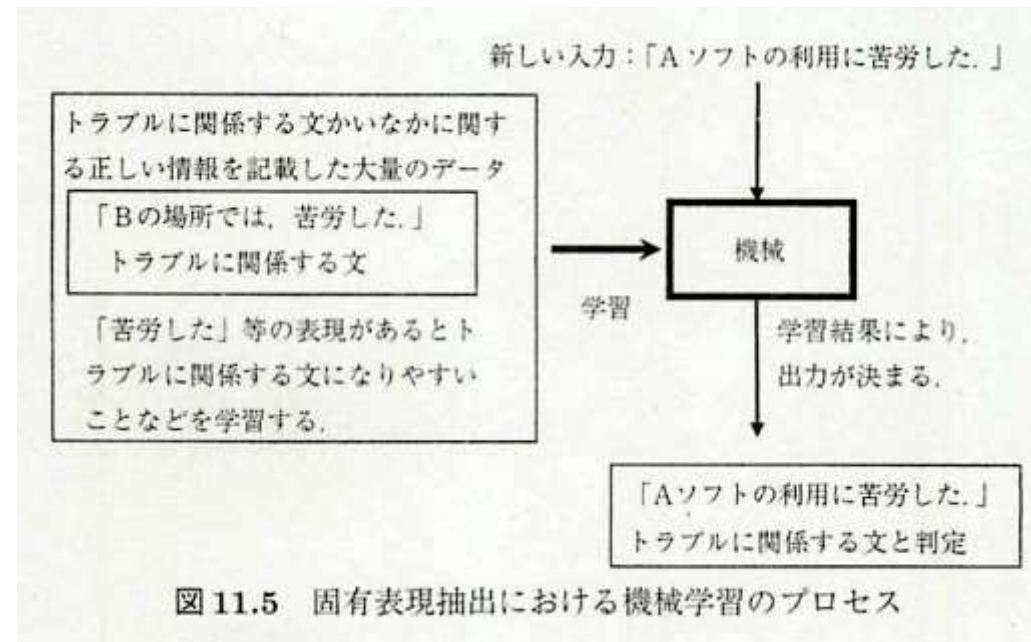 新しい入力：「Aソフトの利用に苦労した．」
トラブルに関係する文かいなかに関す
る正しい情報を記載した大量のデータ
「Bの場所では，苦労した．」
トラブルに関係する文
「苦労した」等の表現があるとト
ラブルに関係する文になりやすい
ことなどを学習する．
学習
機械
学習結果により，
出力が決まる．
「Aソフトの利用に苦労した．」
トラブルに関係する文と判定
図11.5　固有表現抽出における機械学習のプロセス